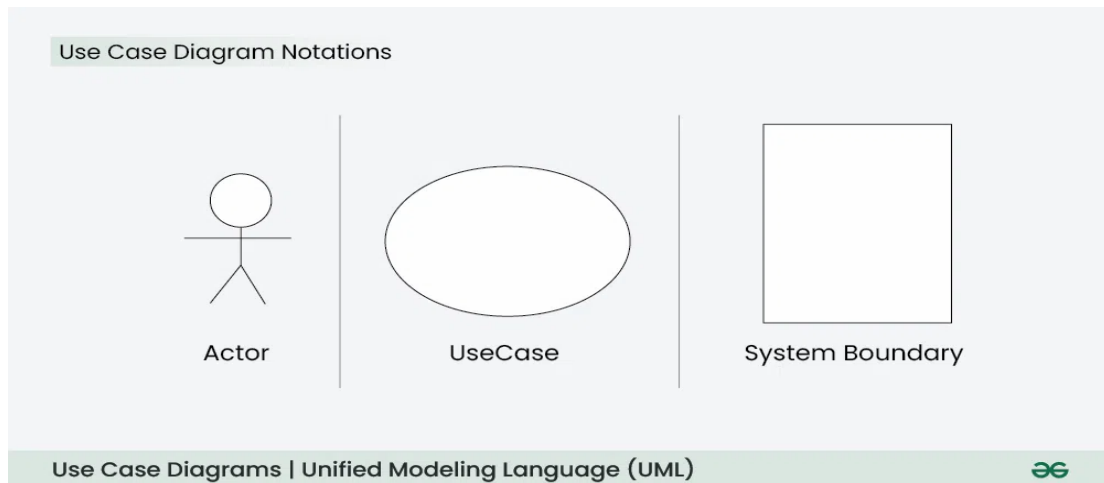 Use Case Diagram Notations
Actor
UseCase
System Boundary
Use Case Diagrams | Unified Modeling Language (UML)